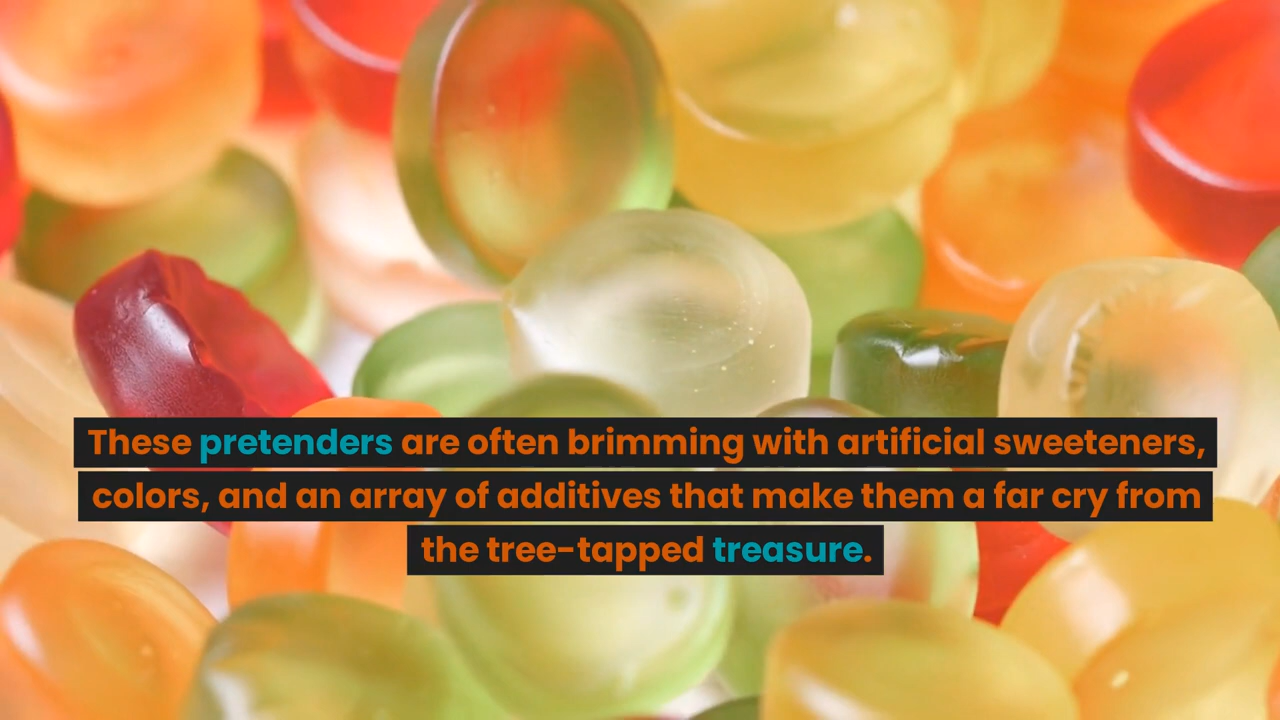 These pretenders are often brimming with artificial sweeteners,
colors, and an array of additives that make them a far cry from
the tree-tapped treasure.